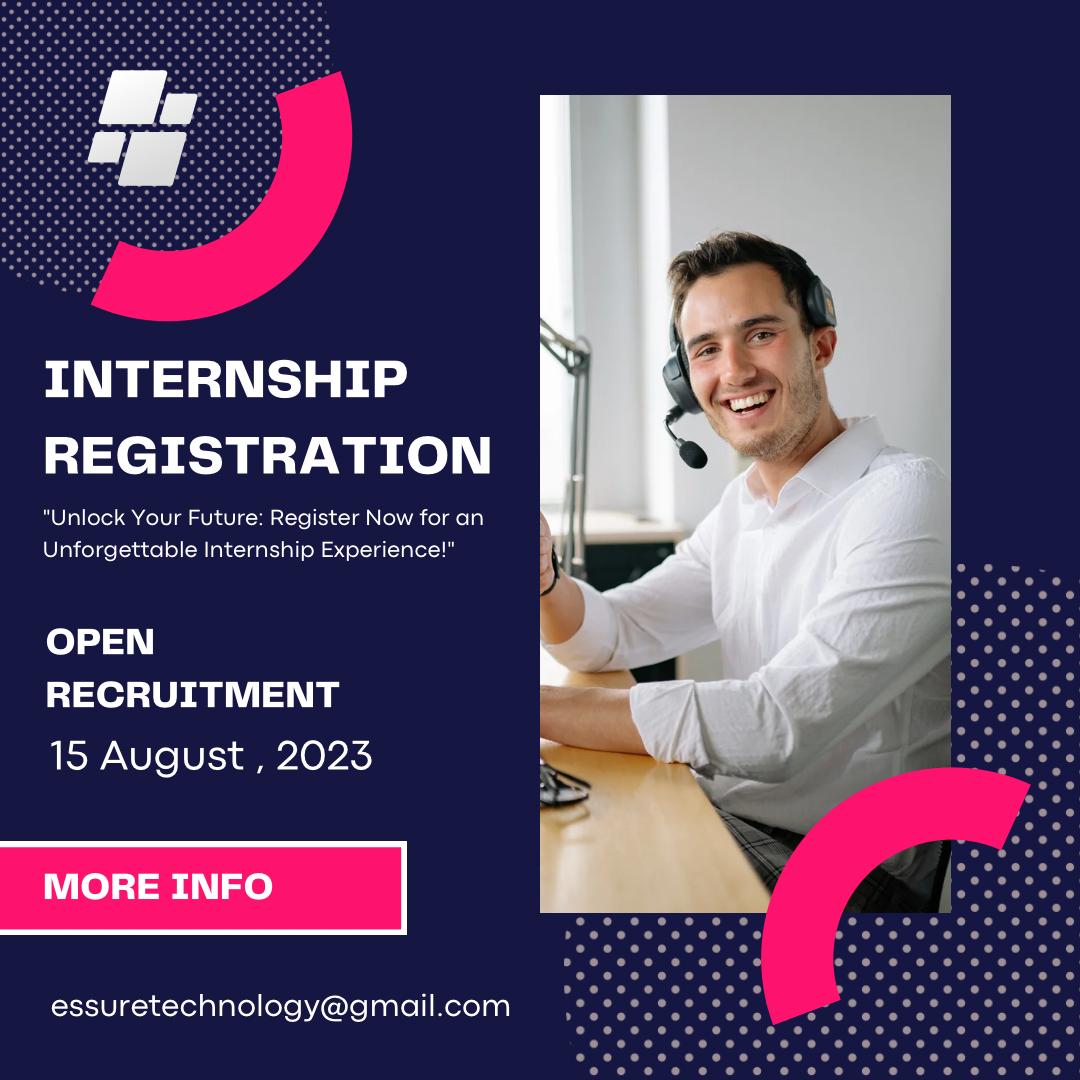 INTERNSHIP
REGISTRATION
"Unlock Your Future: Register Now for an
Unforgettable Internship Experience!"
OPEN
RECRUITMENT
15 August , 2023
MORE INFO
essuretechnology@gmail.com